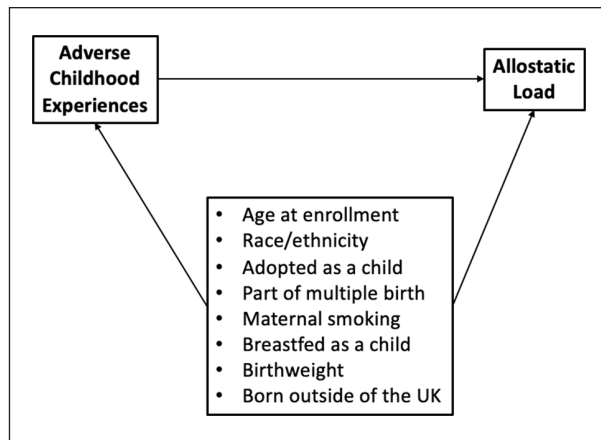 Adverse
Childhood
Experiences
Allostatic
Load
• Age at enrollment
• Race/ethnicity
• Adopted as a child
• Part of multiple birth
• Maternal smoking
• Breastfed as a child
• Birthweight
• Born outside of the UK